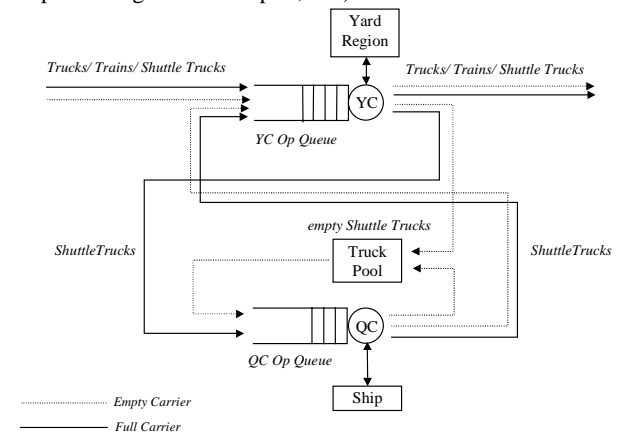 Yard
Region
Trucks/ Trains/ Shuttle Trucks
Trucks/ Trains/ Shuttle Trucks
YC
YC Op Queue
empty Shuttle Trucks
ShuttleTrucks
Truck
Pool
ShuttleTrucks
QC
QC Op Queue
Ship
Empty Carrier
Full Carrier